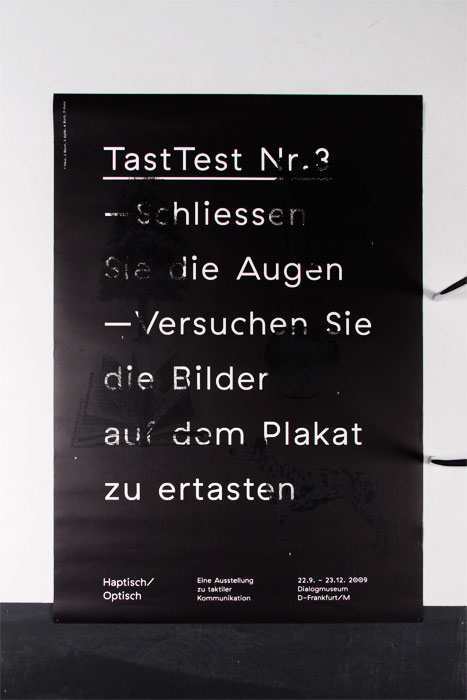 TastTest Nr.3
—Schliessen
Sie die Augen
—Versuchen Sie
die Bilder
auf dem Plakat
zu ertasten
Haptisch/
Optisch
Eine Ausstellung
zu taktiler
Kommunikation
22.9. – 23.12. 2009
Dialogmuseum
D–Frankfurt/M